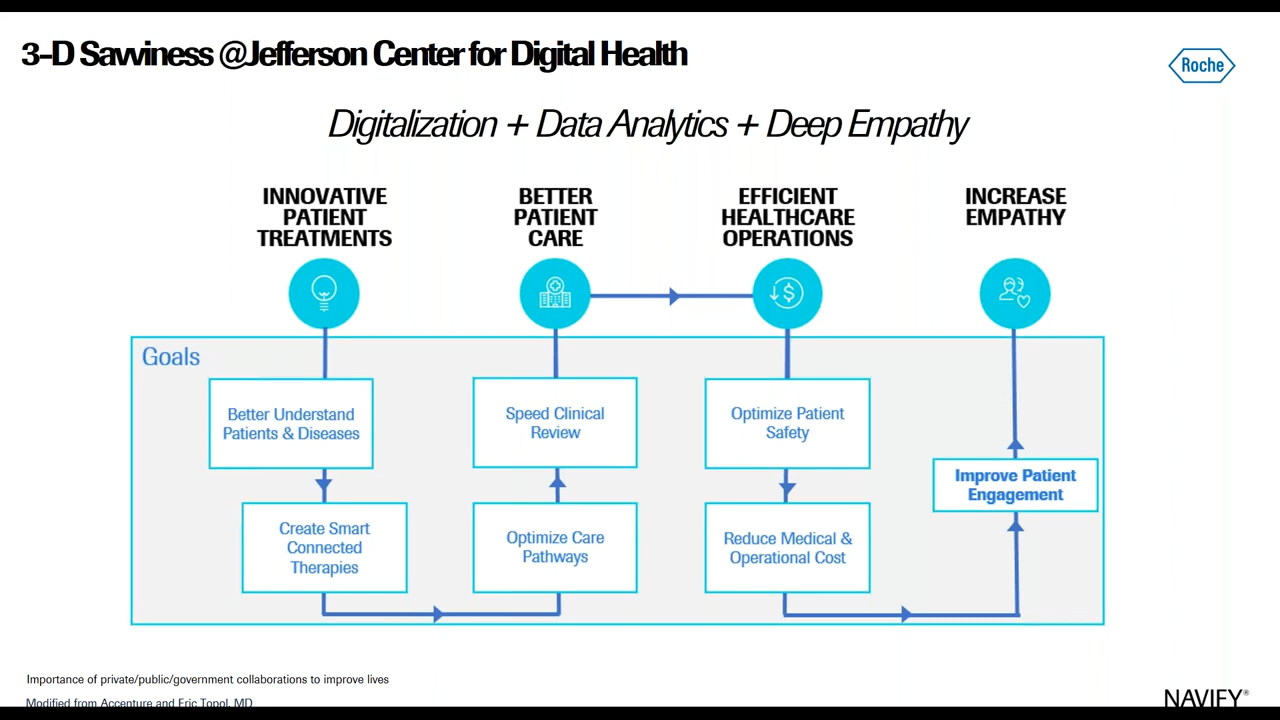 3-D Savviness @Jefferson Center for Digital Health
Roche
Digitalization + Data Analytics + Deep Empathy
INNOVATIVE
PATIENT
TREATMENTS
BETTER
PATIENT
CARE
EFFICIENT
HEALTHCARE
OPERATIONS
INCREASE
EMPATHY
$
Goals
Better Understand
Patients & Diseases
Speed Clinical
Review
Optimize Patient
Safety
Improve Patient
Engagement
Create Smart
Connected
Therapies
Optimize Care
Pathways
Reduce Medical &
Operational Cost
Importance of private/public/government collaborations to improve lives
Modified from Accenture and Eric Topol, MD
NAVIFY®